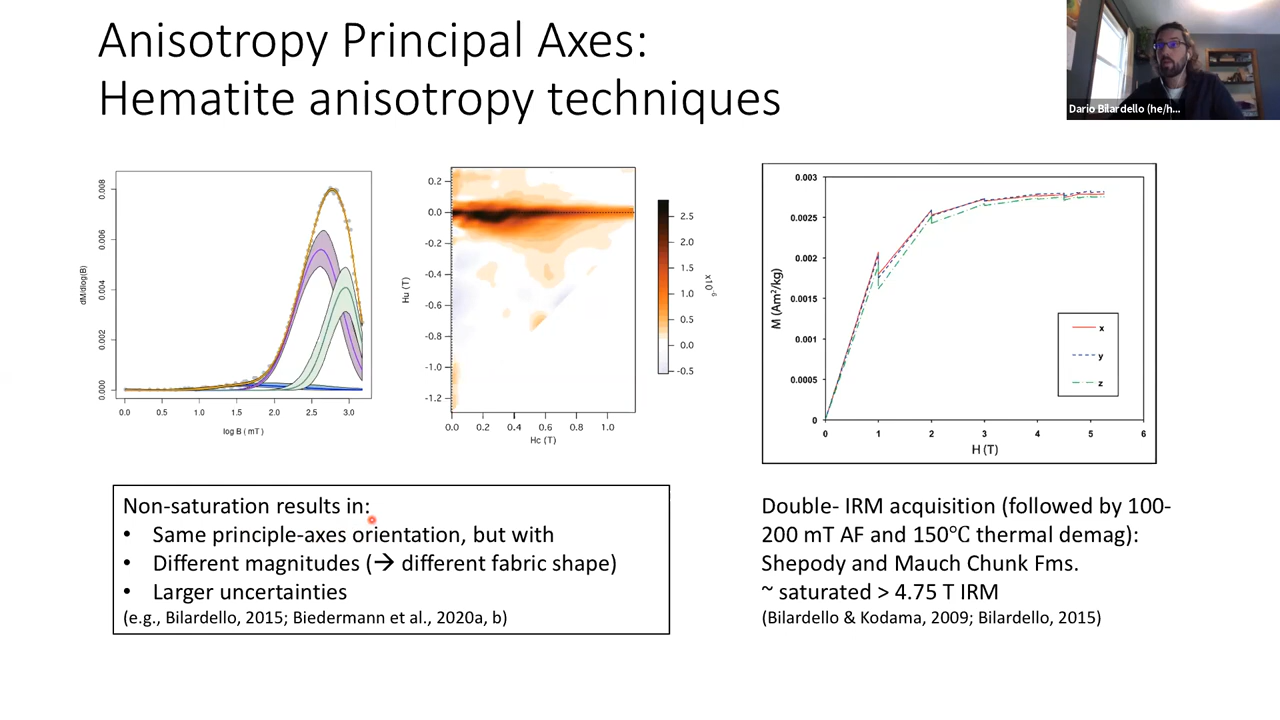 Anisotropy Principal Axes:
Hematite anisotropy techniques
Dario Bilardello (he/h...
dM/dlog(B)
0.000
0.002
0.004
0.006
0.008
0.0
0.5
1.0
1.5
2.0
2.5
3.0
log B ( mT )
Hu (T)
0.2
0.0
-0.2
-0.4
-0.6
-0.8
-1.0
-1.2
0.0
0.2
0.4
0.6
0.8
1.0
Hc (T)
2.5
2.0
1.5
1.0
0.5
0.0
-0.5
M (Am²/kg)
0.003
0.0025
0.002
0.0015
0.001
0.0005
0
0
1
2
3
4
5
6
H (T)
x
y
z
Non-saturation results in:
• Same principle-axes orientation, but with
• Different magnitudes (→ different fabric shape)
• Larger uncertainties
(e.g., Bilardello, 2015; Biedermann et al., 2020a, b)
Double- IRM acquisition (followed by 100-
200 mT AF and 150°C thermal demag):
Shepody and Mauch Chunk Fms.
~ saturated > 4.75 T IRM
(Bilardello & Kodama, 2009; Bilardello, 2015)